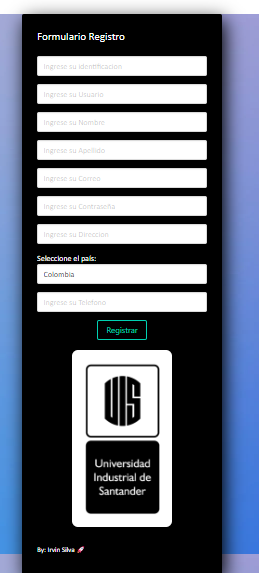 Formulario Registro
Ingrese su identificacion
Ingrese su Usuario
Ingrese su Nombre
Ingrese su Apellido
Ingrese su Correo
Ingrese su Contraseña
Ingrese su Direccion
Seleccione el país:
Colombia
Ingrese su Telefono
Registrar
UIS
Universidad
Industrial de
Santander
By: Irvin Silva 🚀